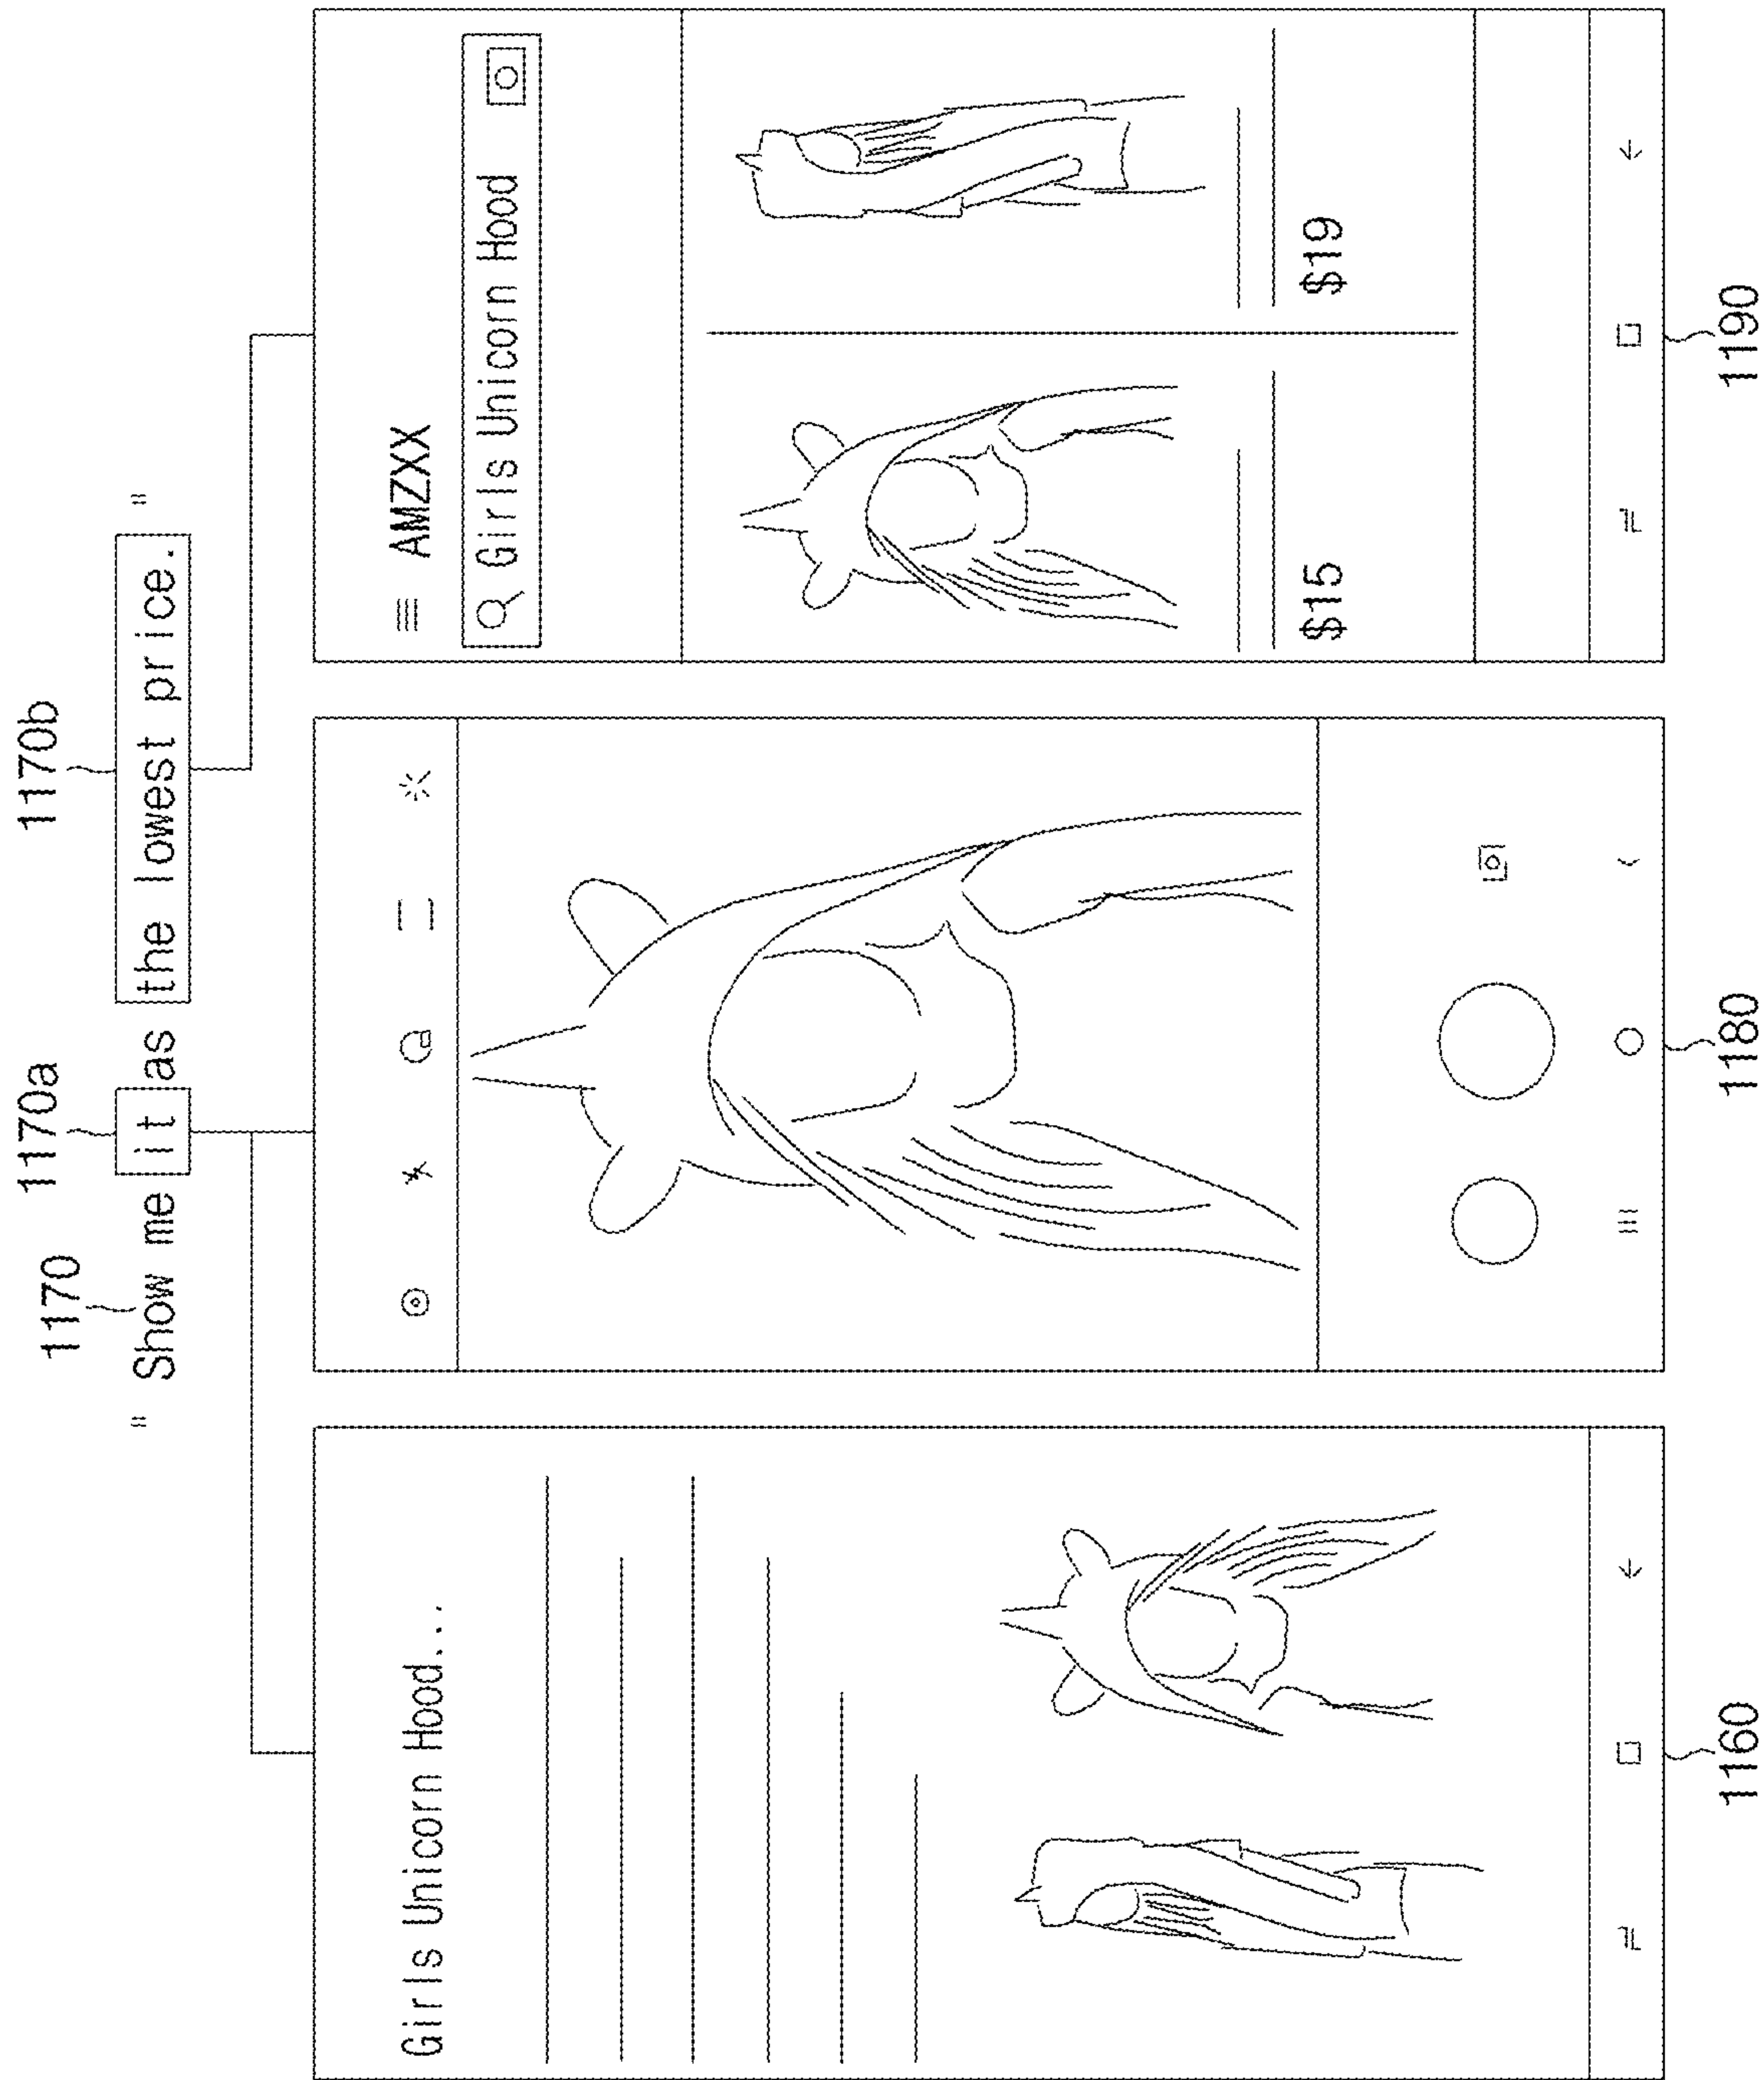 1170 1170a 1170b
" Show me it as the lowest price. "
Girls Unicorn Hood...
≡ AMZXX
Girls Unicorn Hood
$15 $19
1160 1180 1190